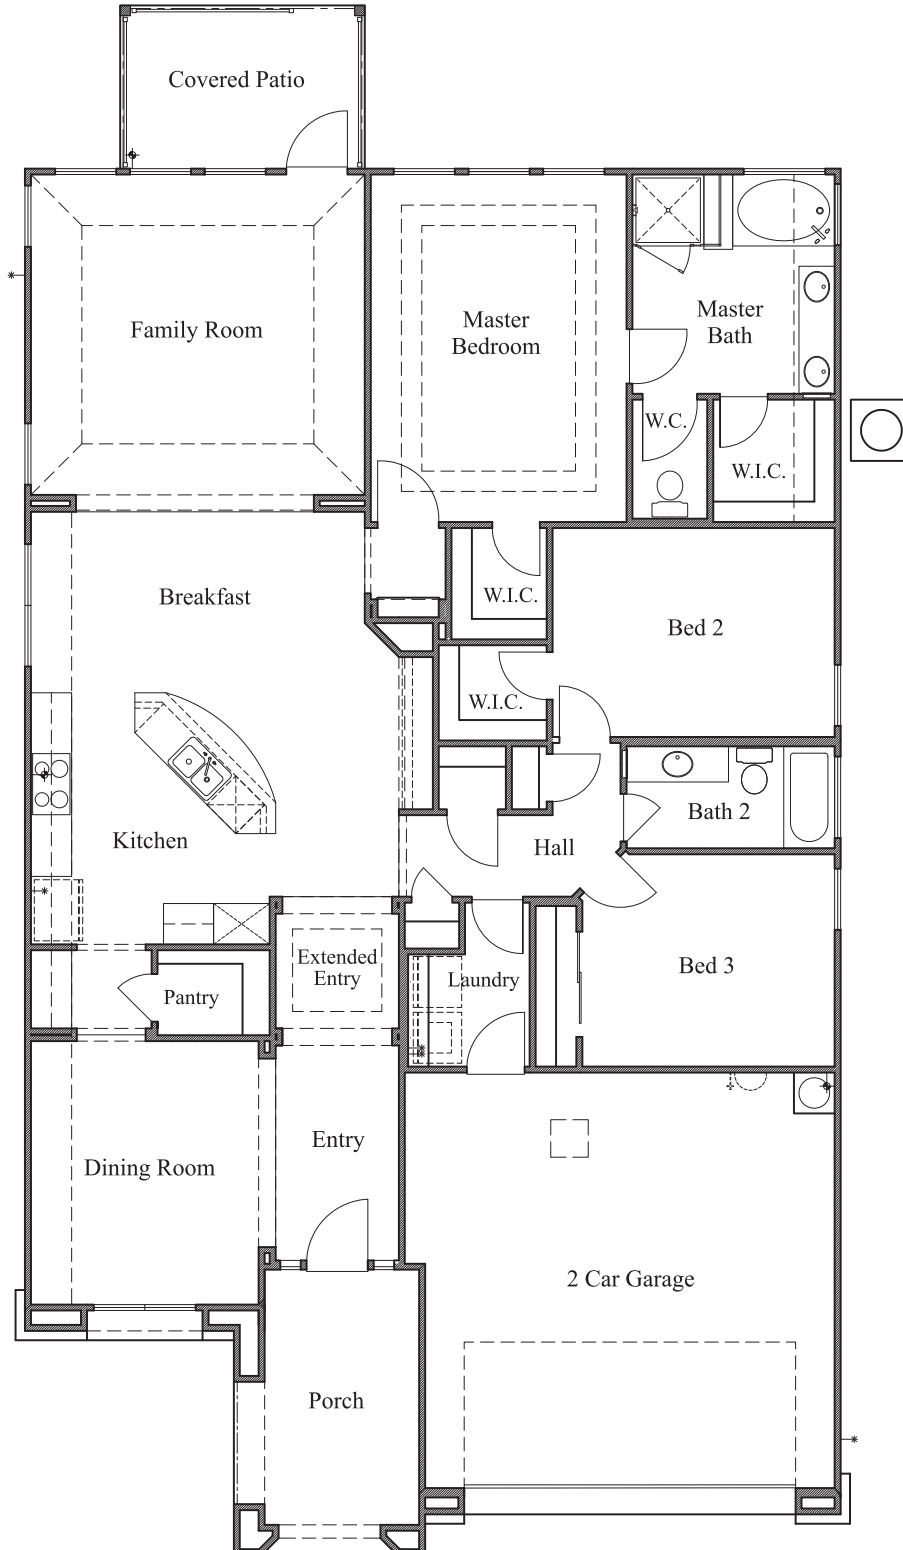 Covered Patio
Family Room
Master
Bedroom
Master
Bath
W.C.
W.I.C.
Breakfast
W.I.C.
Bed 2
W.I.C.
Kitchen
Hall
Bath 2
Extended
Entry
Pantry
Laundry
Bed 3
Entry
Dining Room
2 Car Garage
Porch